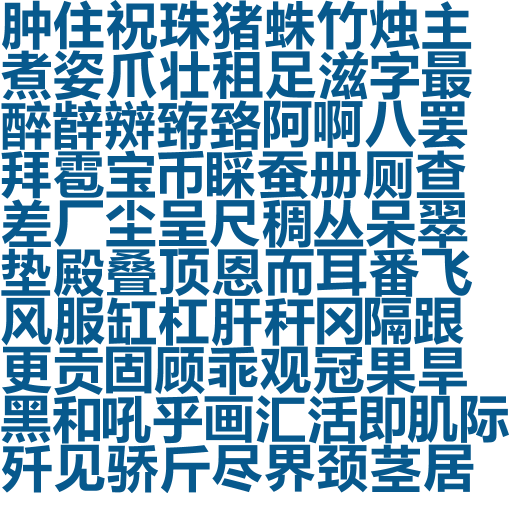 肿住祝珠猪蛛竹烛主
煮姿爪壮租足滋字最
醉阿啊八罢
拜雹宝币睬蚕册厕查
差厂尘呈尺稠丛呆翠
垫殿叠顶恩而耳番飞
风服缸杠肝秆冈隔跟
更贡固顾乖观冠果旱
黑和吼乎画汇活即肌际
歼见骄斤尽界颈茎居